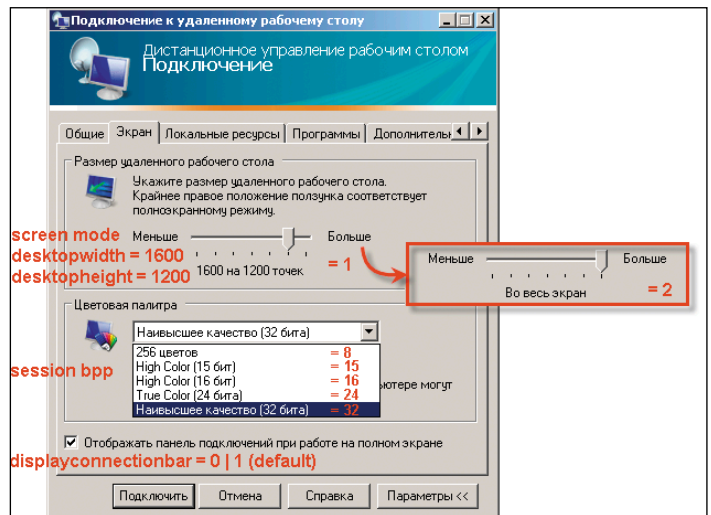 Подключение к удаленному рабочему столу
Дистанционное управление рабочим столом
Подключение
Общие Экран Локальные ресурсы Программы Дополнительн
Размер удаленного рабочего стола
Укажите размер удаленного рабочего стола.
Крайнее правое положение ползунка соответствует
полноэкранному режиму.
screen mode
Меньше Больше
desktopwidth = 1600
desktopheight = 1200
1600 на 1200 точек
= 1
Меньше Больше
Во весь экран = 2
Цветовая палитра
Наивысшее качество (32 бита)
session bpp
256 цветов = 8
High Color (15 бит) = 15
High Color (16 бит) = 16
True Color (24 бита) = 24
Наивысшее качество (32 бита) = 32
ьютере могут
Отображать панель подключений при работе на полном экране
displayconnectionbar = 0 | 1 (default)
Подключить Отмена Справка Параметры <<